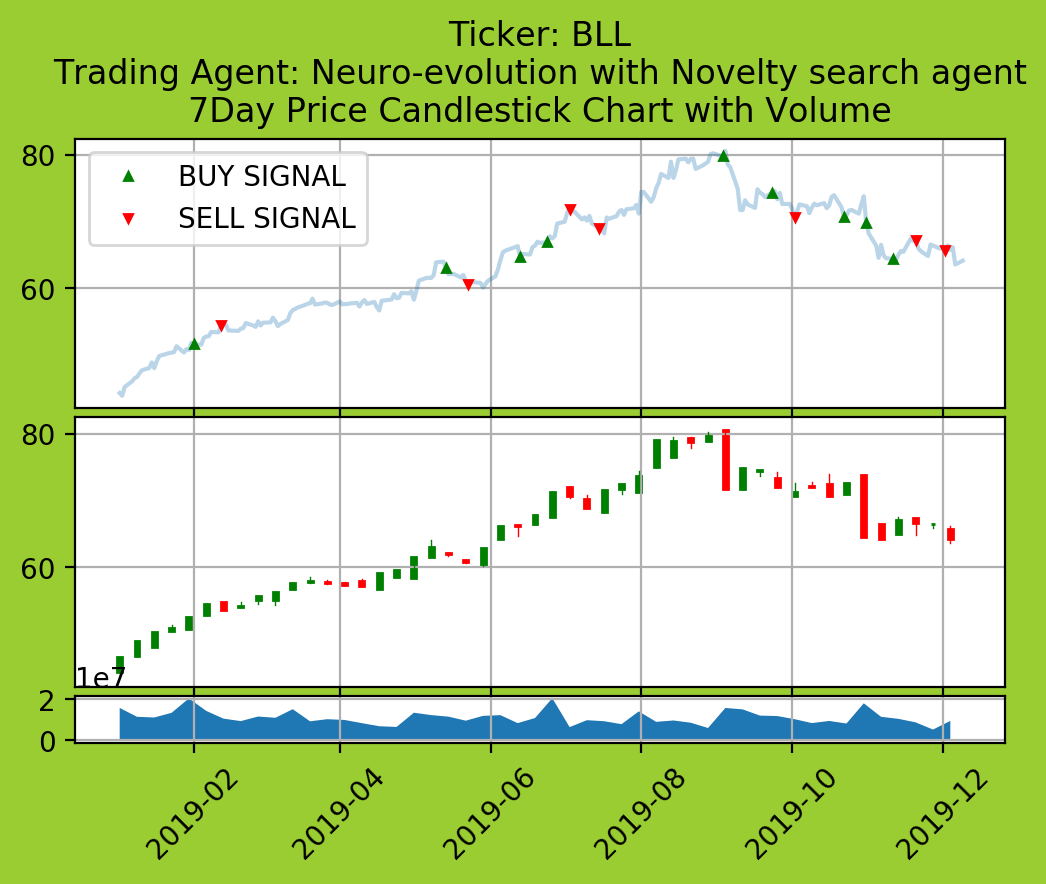 Ticker: BLL
Trading Agent: Neuro-evolution with Novelty search agent
7Day Price Candlestick Chart with Volume
80
60
BUY SIGNAL
SELL SIGNAL
80
60
1e7
2
0
2019-02
2019-04
2019-06
2019-08
2019-10
2019-12